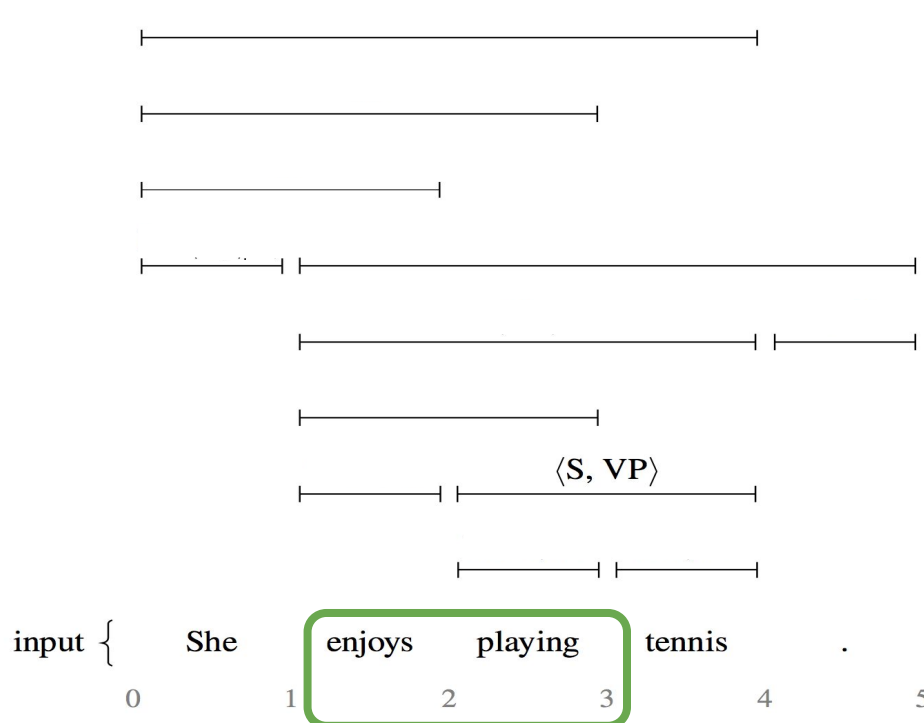 ⟨S, VP⟩
input { She enjoys playing tennis .
0 1 2 3 4 5